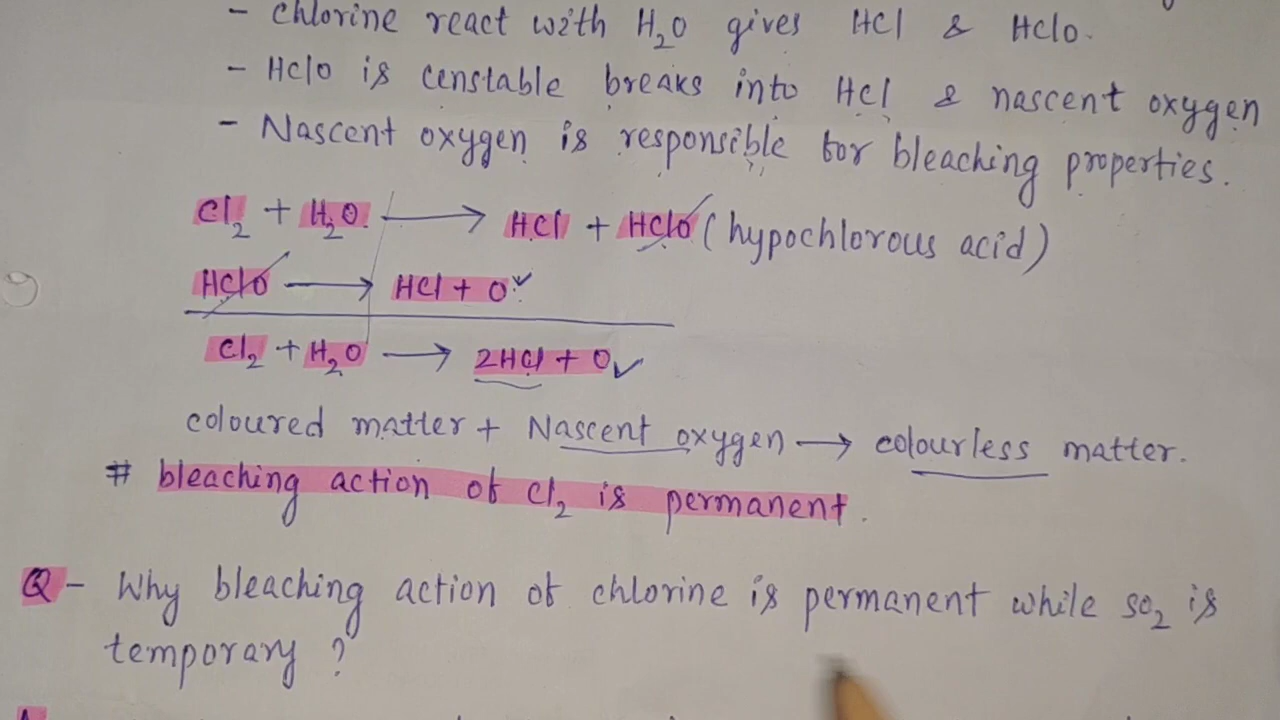 - Chlorine react with H₂O gives HCl & HClO.
- HClO is unstable breaks into HCl & nascent oxygen
- Nascent oxygen is responsible for bleaching properties.
Cl₂ + H₂O → HCl + HClO (hypochlorous acid)
HClO → HCl + O
Cl₂ + H₂O → 2HCl + O
coloured matter + Nascent oxygen → colourless matter.
# bleaching action of Cl₂ is permanent.
Q - Why bleaching action of chlorine is permanent while SO₂ is
temporary ?